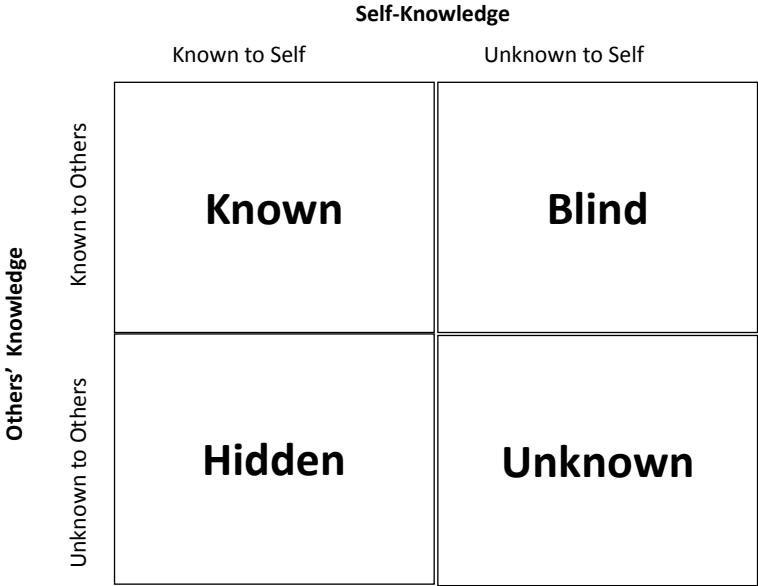 Self-Knowledge
Known to Self
Unknown to Self
Others' Knowledge
Known to Others
Known
Blind
Unknown to Others
Hidden
Unknown